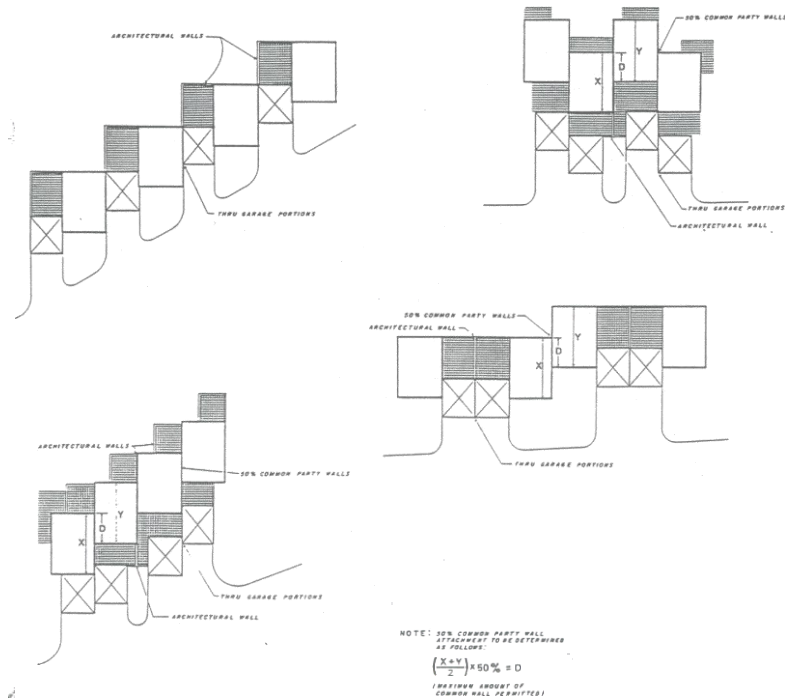 ARCHITECTURAL WALLS
THRU GARAGE PORTIONS
50% COMMON PARTY WALLS
Y
D
X
THRU GARAGE PORTIONS
ARCHITECTURAL WALL
50% COMMON PARTY WALLS
ARCHITECTURAL WALL
Y
D
X
THRU GARAGE PORTIONS
ARCHITECTURAL WALLS
50% COMMON PARTY WALLS
Y
D
X
THRU GARAGE PORTIONS
ARCHITECTURAL WALL
NOTE: 50% COMMON PARTY WALL
ATTACHMENT TO BE DETERMINED
AS FOLLOWS:
(X+Y/2) x 50% = D
(MAXIMUM AMOUNT OF
COMMON WALL PERMITTED)